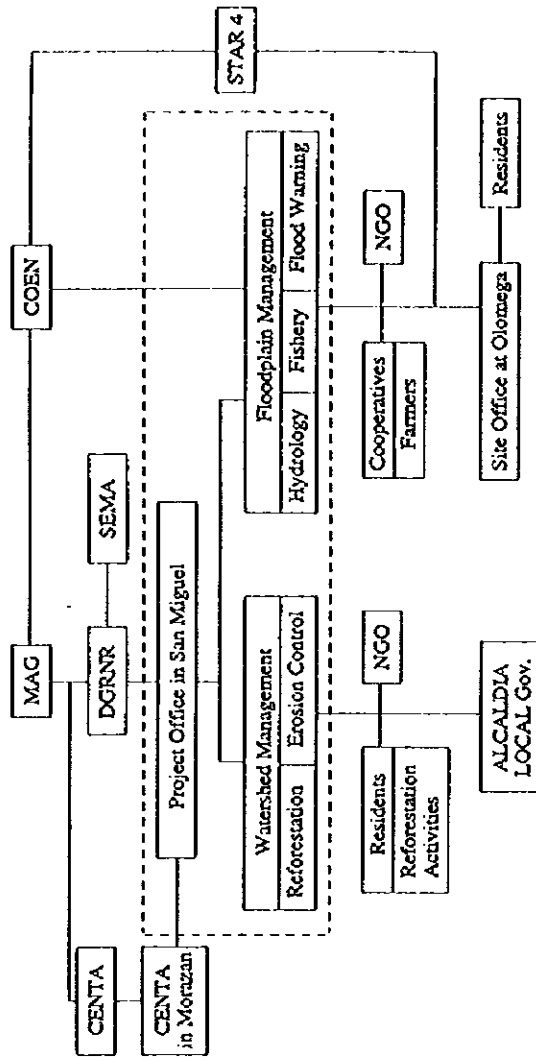 MAG
COEN
CENTA
DGRNR
SEMA
STAR 4
CENTA
in Morazan
Project Office in San Miguel
Watershed Management
Reforestation
Erosion Control
Floodplain Management
Hydrology
Fishery
Flood Warning
Residents
Reforestation
Activities
NGO
Cooperatives
Farmers
NGO
ALCALDIA
LOCAL Gov.
Site Office at Olomega
Residents